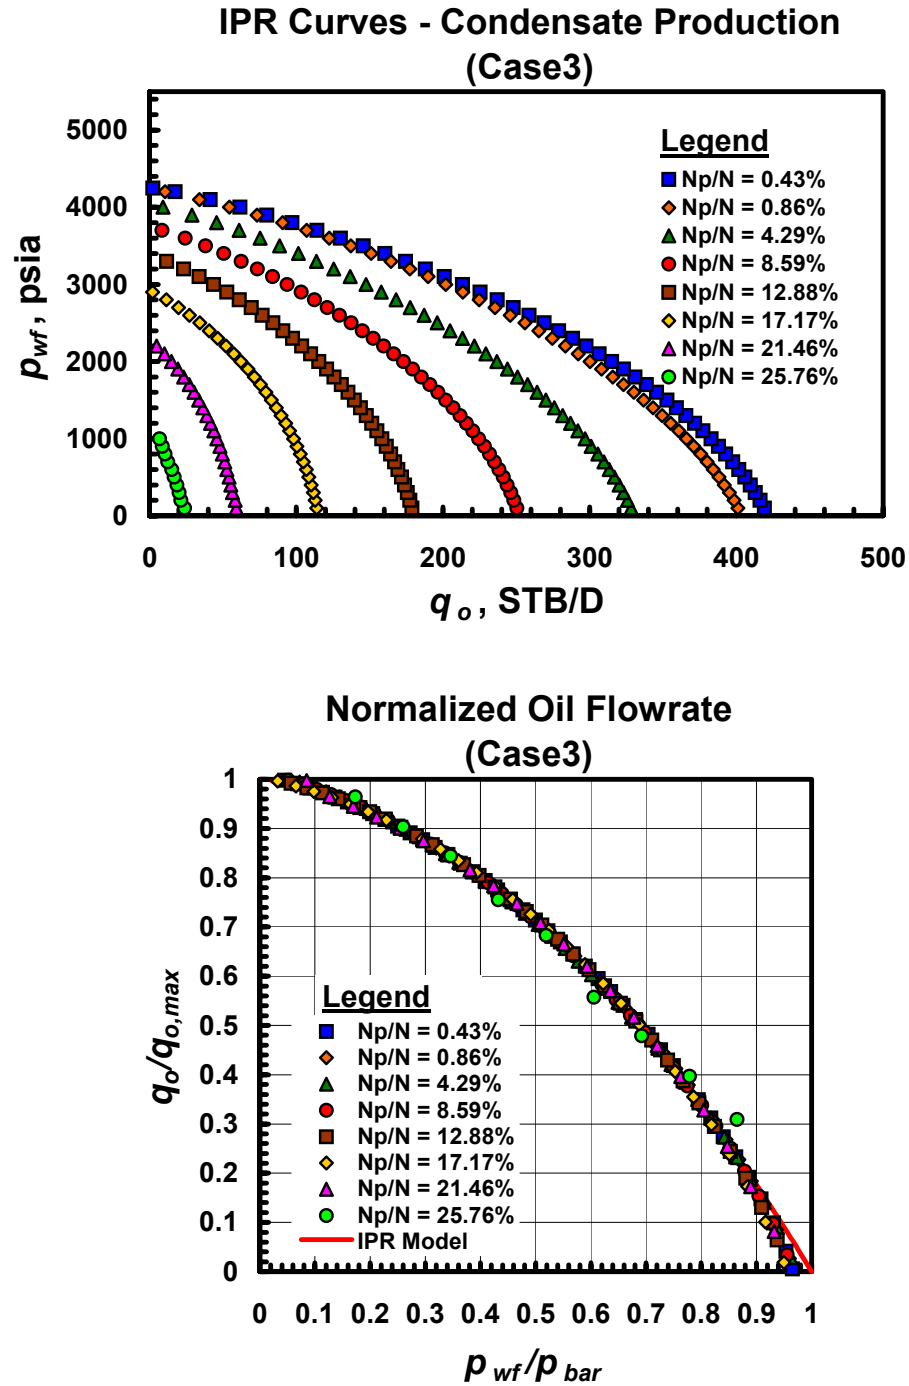 IPR Curves - Condensate Production
(Case3)
5000
4000
3000
2000
1000
0
p wf , psia
Legend
Np/N = 0.43%
Np/N = 0.86%
Np/N = 4.29%
Np/N = 8.59%
Np/N = 12.88%
Np/N = 17.17%
Np/N = 21.46%
Np/N = 25.76%
0 100 200 300 400 500
q o , STB/D
Normalized Oil Flowrate
(Case3)
1
0.9
0.8
0.7
0.6
0.5
0.4
0.3
0.2
0.1
0
qo/qo,max
Legend
Np/N = 0.43%
Np/N = 0.86%
Np/N = 4.29%
Np/N = 8.59%
Np/N = 12.88%
Np/N = 17.17%
Np/N = 21.46%
Np/N = 25.76%
IPR Model
0 0.1 0.2 0.3 0.4 0.5 0.6 0.7 0.8 0.9 1
p wf /p bar